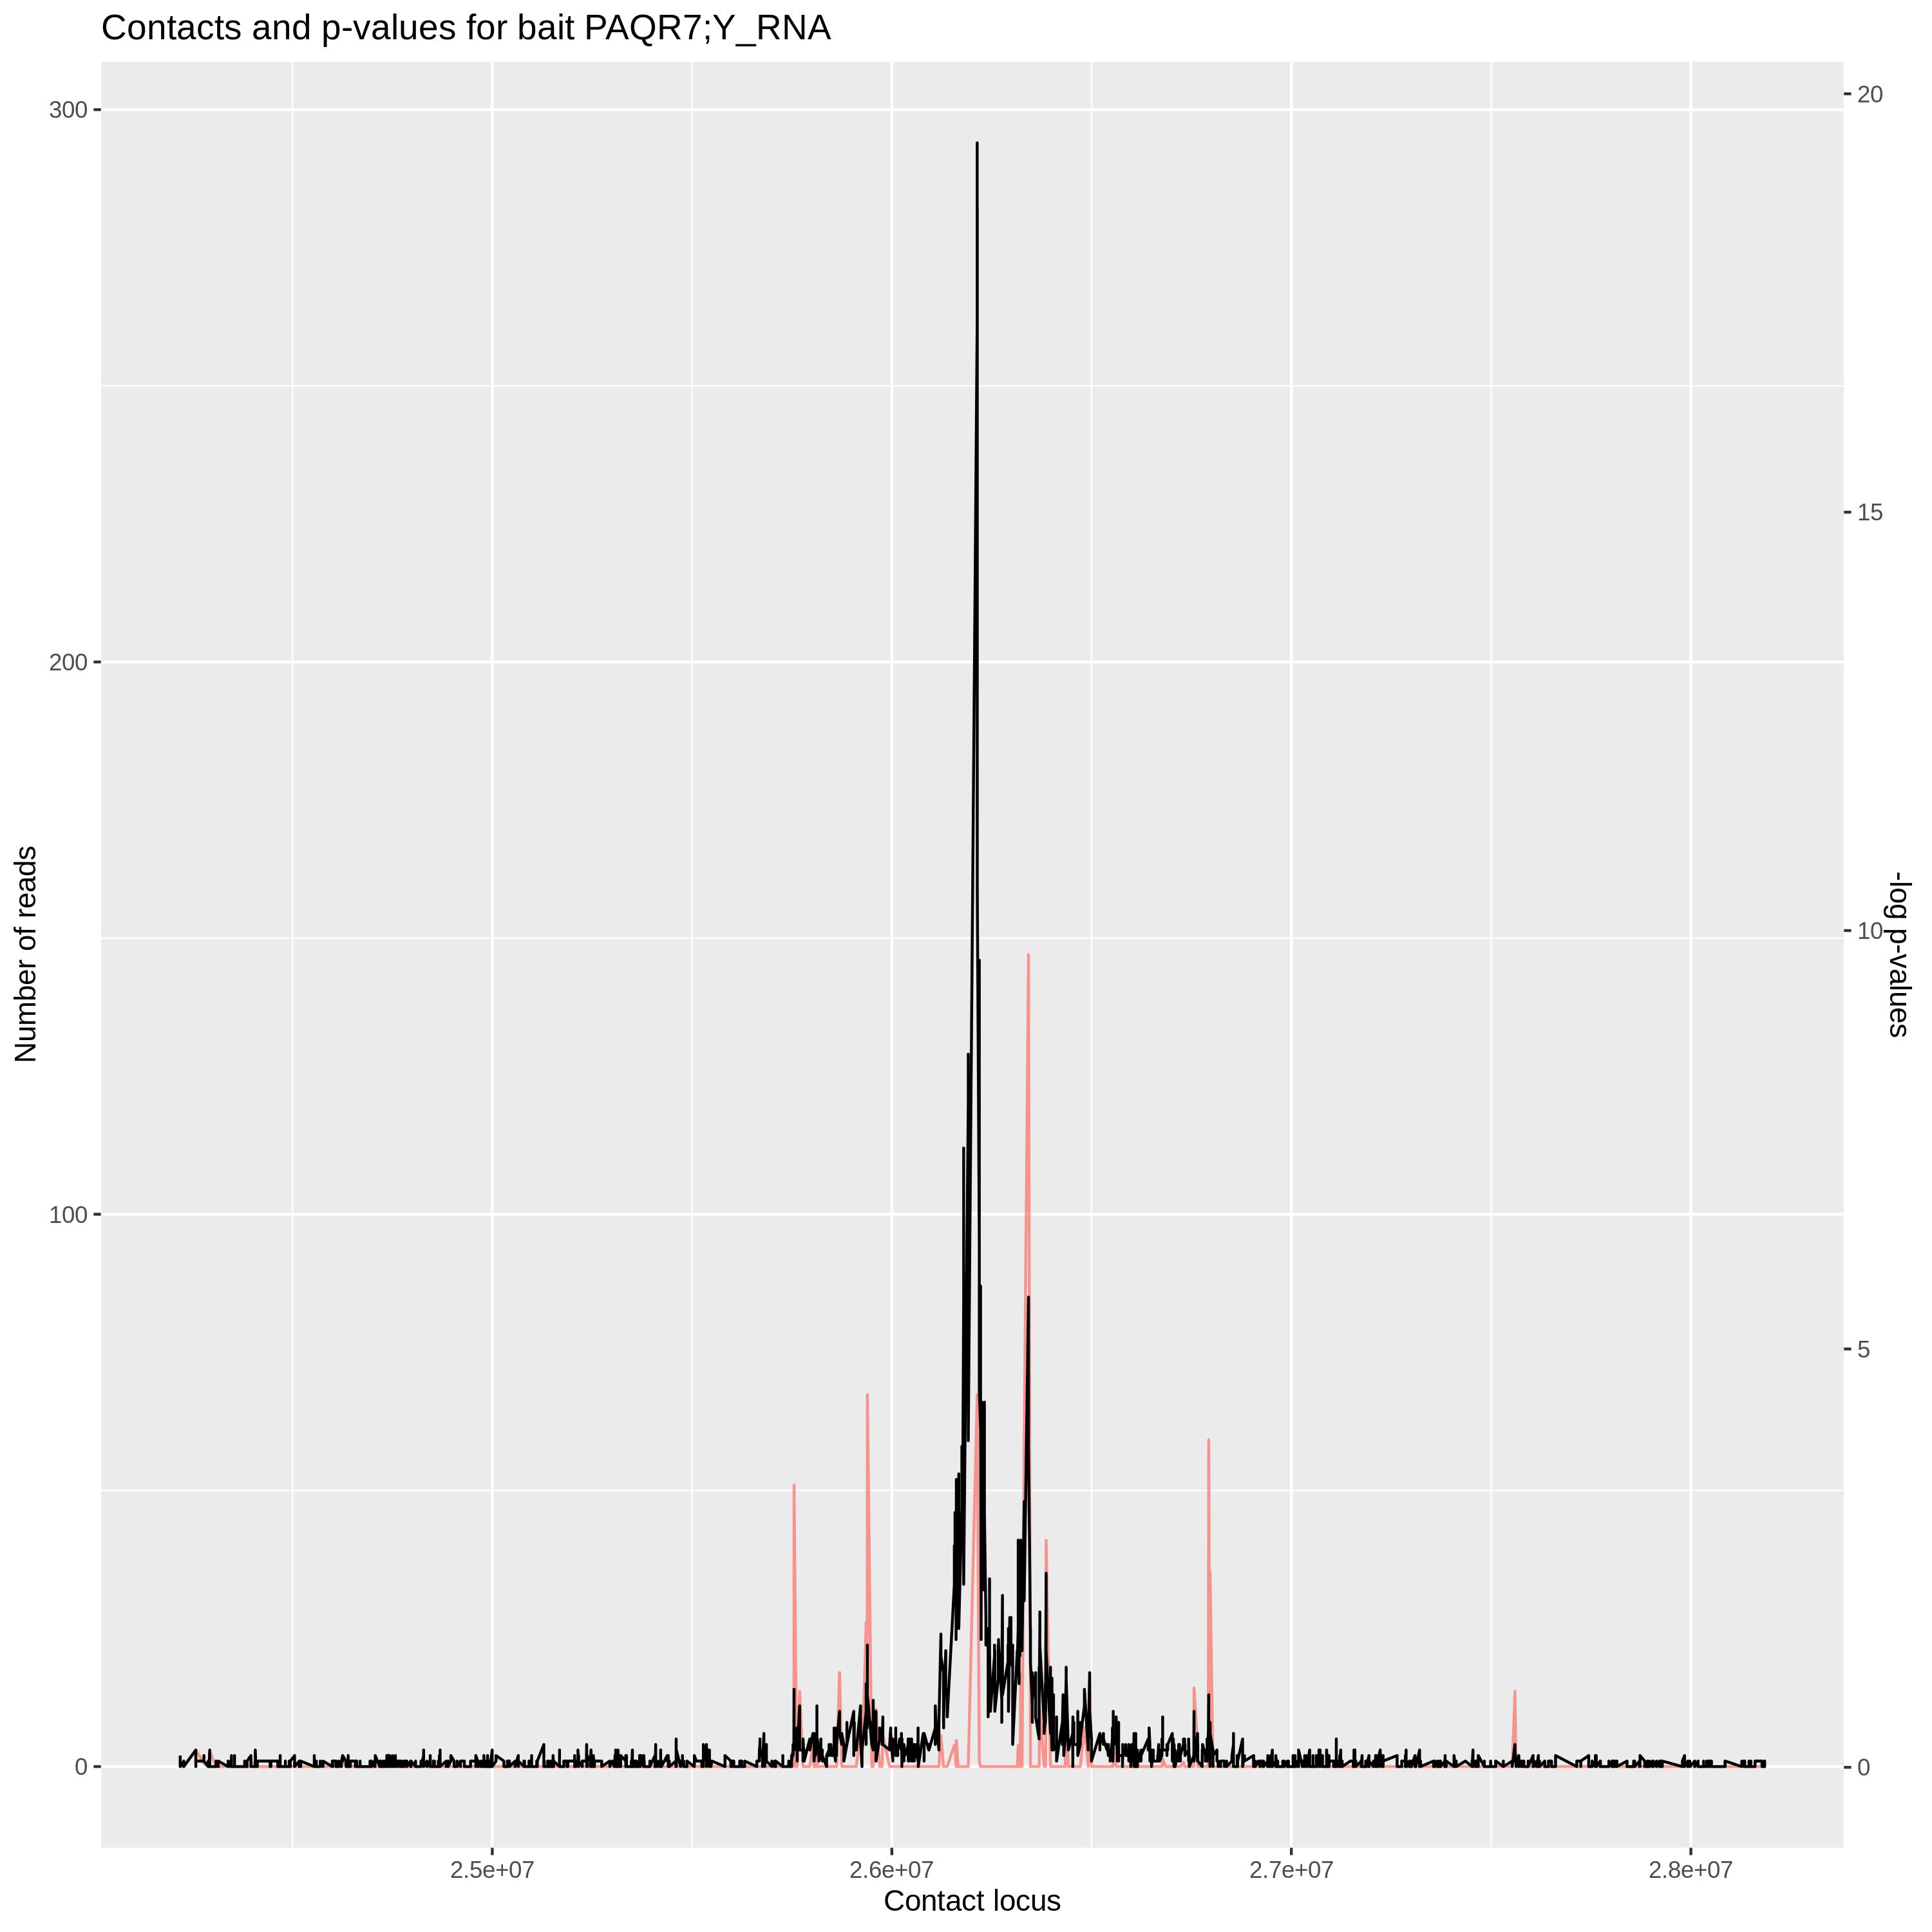 Contacts and p-values for bait PAQR7;Y_RNA
300
200
100
0
Number of reads
20
15
10
5
0
-log p-values
2.5e+07
2.6e+07
2.7e+07
2.8e+07
Contact locus